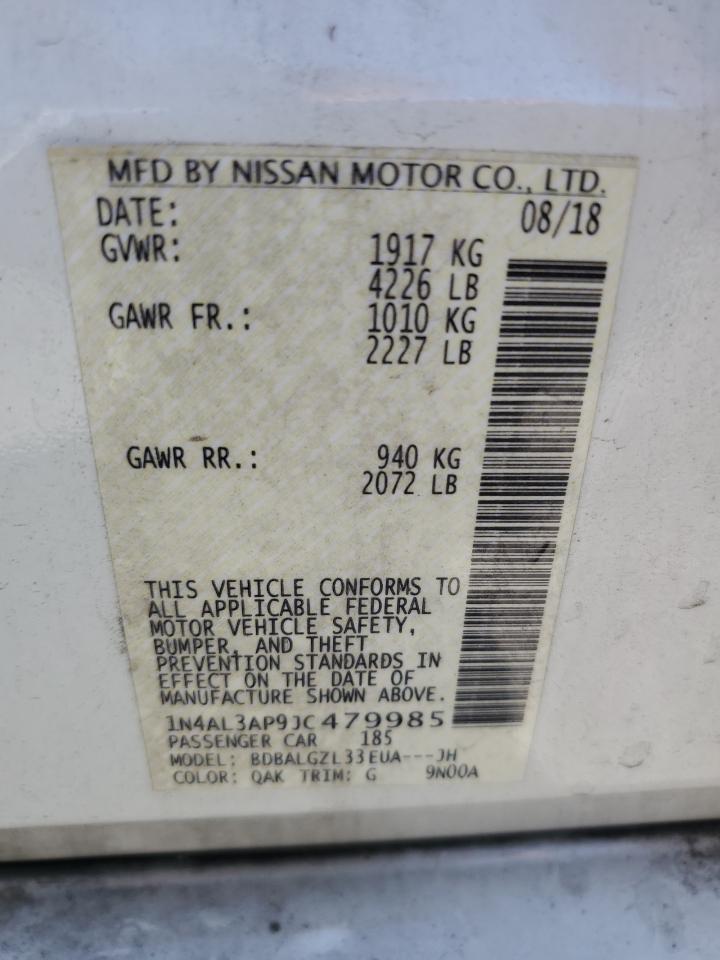 MFD BY NISSAN MOTOR CO., LTD.
DATE: 08/18
GVWR: 1917 KG
4226 LB
GAWR FR.: 1010 KG
2227 LB
GAWR RR.: 940 KG
2072 LB
THIS VEHICLE CONFORMS TO
ALL APPLICABLE FEDERAL
MOTOR VEHICLE SAFETY,
BUMPER, AND THEFT
PREVENTION STANDARDS IN
EFFECT ON THE DATE OF
MANUFACTURE SHOWN ABOVE.
1N4AL3AP9JC479985
PASSENGER CAR 185
MODEL: BDBALGZL33EUA---JH
COLOR: QAK TRIM: G 9N00A